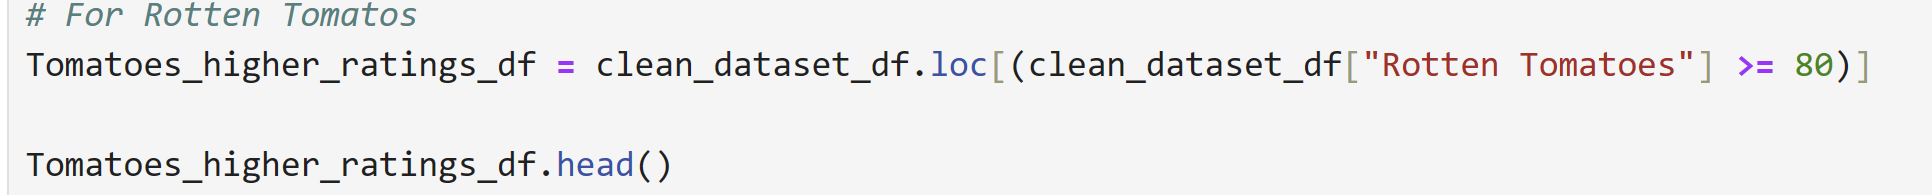 # For Rotten Tomatos
Tomatoes_higher_ratings_df = clean_dataset_df.loc[(clean_dataset_df["Rotten Tomatoes"] >= 80)]
Tomatoes_higher_ratings_df.head()